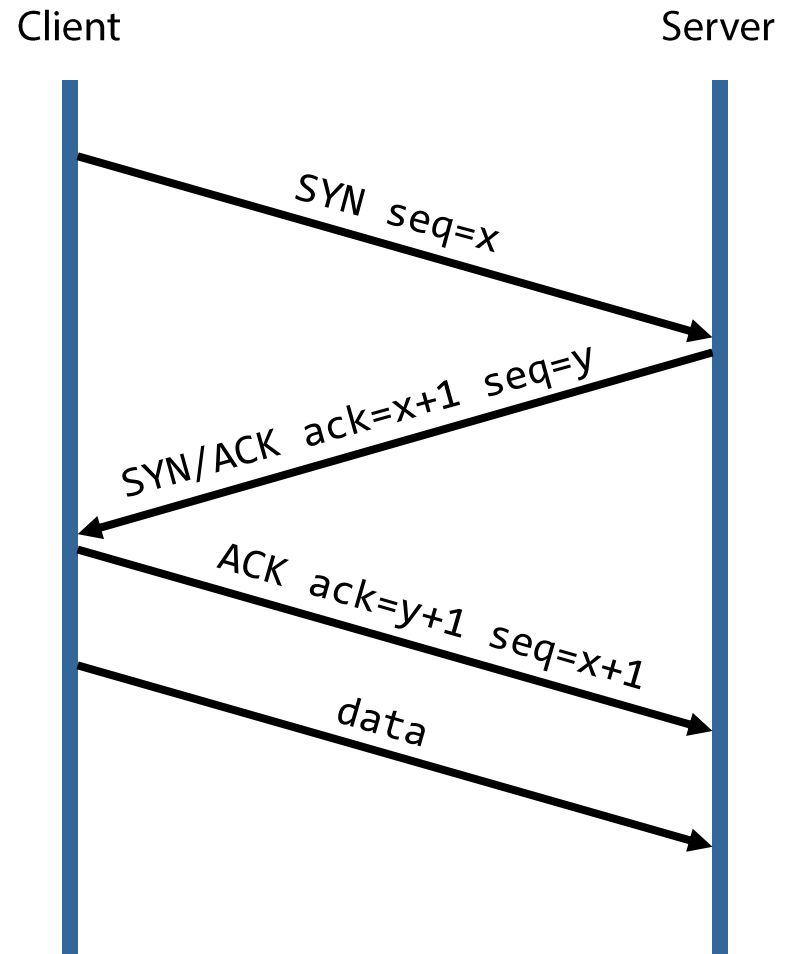 Client
Server
SYN seq=x
SYN/ACK ack=x+1 seq=y
ACK ack=y+1 seq=x+1
data